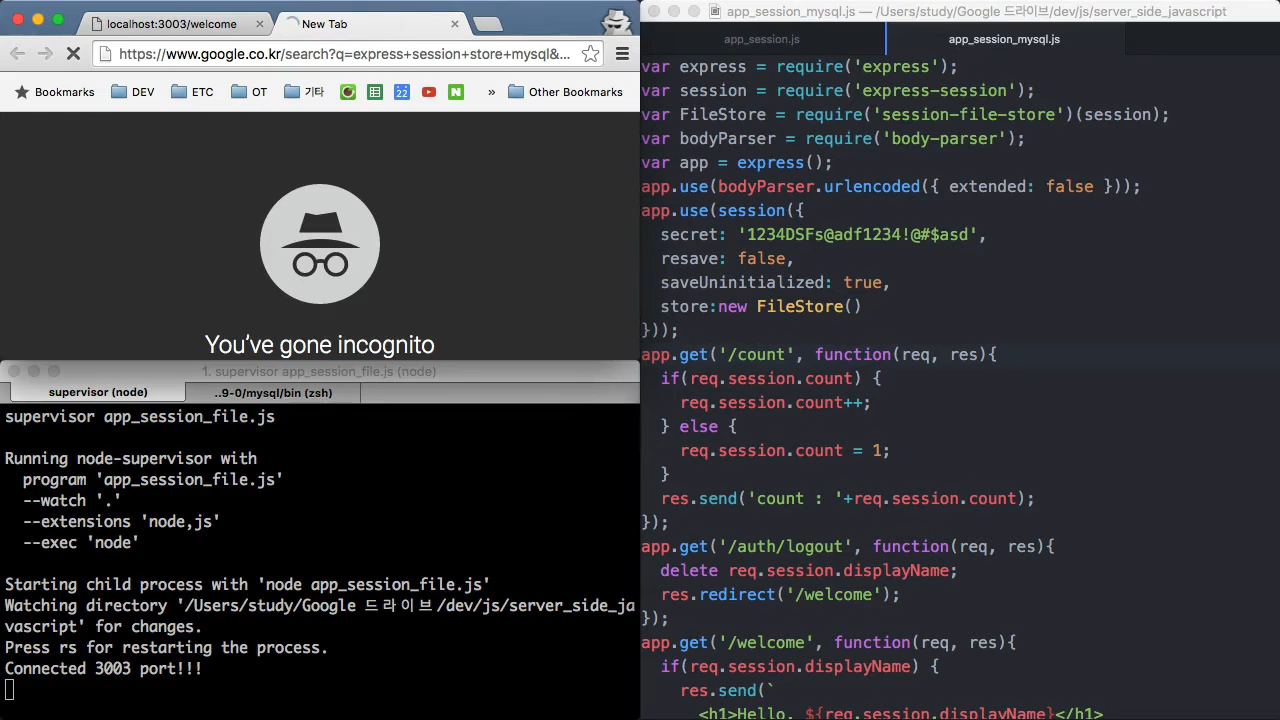 localhost:3003/welcome
New Tab
https://www.google.co.kr/search?q=express+session+store+mysql&...
Bookmarks
DEV
ETC
OT
기타
22
N
»
Other Bookmarks
You've gone incognito
1. supervisor app_session_file.js (node)
supervisor (node)
..9-0/mysql/bin (zsh)
supervisor app_session_file.js
Running node-supervisor with
program 'app_session_file.js'
--watch '.'
--extensions 'node,js'
--exec 'node'
Starting child process with 'node app_session_file.js'
Watching directory '/Users/study/Google 드라이브/dev/js/server_side_ja
vascript' for changes.
Press rs for restarting the process.
Connected 3003 port!!!
app_session_mysql.js — /Users/study/Google 드라이브/dev/js/server_side_javascript
app_session.js
app_session_mysql.js
var express = require('express');
var session = require('express-session');
var FileStore = require('session-file-store')(session);
var bodyParser = require('body-parser');
var app = express();
app.use(bodyParser.urlencoded({ extended: false }));
app.use(session({
secret: '1234DSFs@adf1234!@#$asd',
resave: false,
saveUninitialized: true,
store:new FileStore()
}));
app.get('/count', function(req, res){
if(req.session.count) {
req.session.count++;
} else {
req.session.count = 1;
}
res.send('count : '+req.session.count);
});
app.get('/auth/logout', function(req, res){
delete req.session.displayName;
res.redirect('/welcome');
});
app.get('/welcome', function(req, res){
if(req.session.displayName) {
res.send(`
<h1>Hello, ${req.session.displayName}</h1>